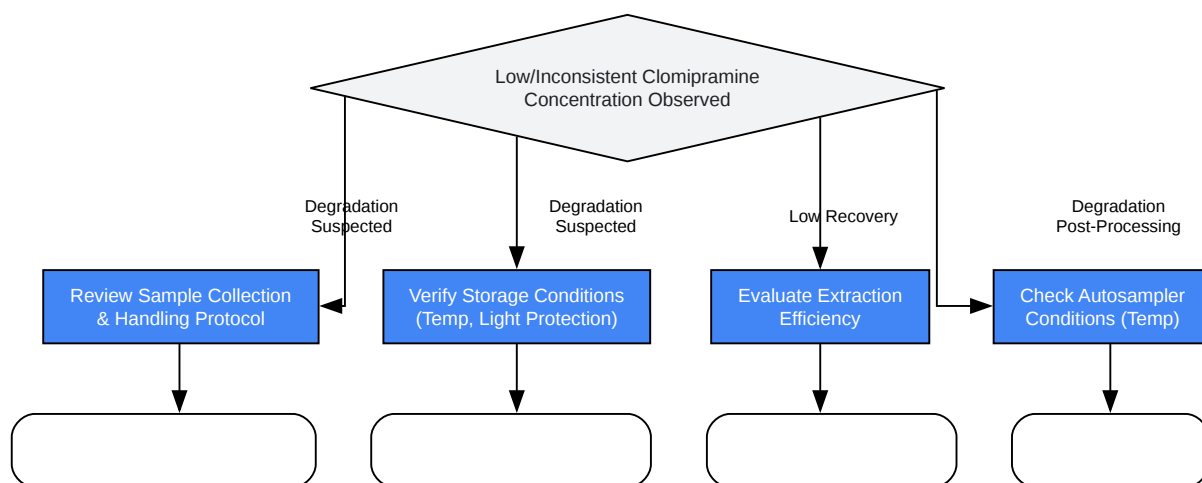 Low/Inconsistent Clomipramine
Concentration Observed
Degradation
Suspected
Degradation
Suspected
Low Recovery
Degradation
Post-Processing
Review Sample Collection
& Handling Protocol
Verify Storage Conditions
(Temp, Light Protection)
Evaluate Extraction
Efficiency
Check Autosampler
Conditions (Temp)